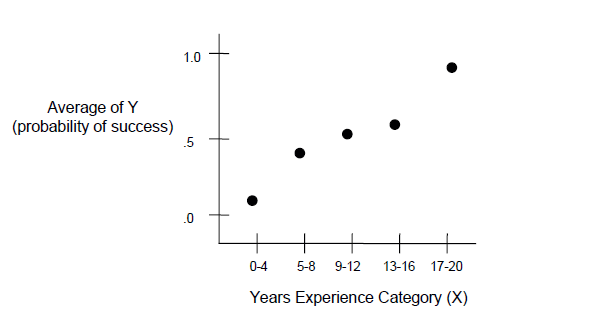 1.0
Average of Y
(probability of success)
.5
.0
0-4 5-8 9-12 13-16 17-20
Years Experience Category (X)